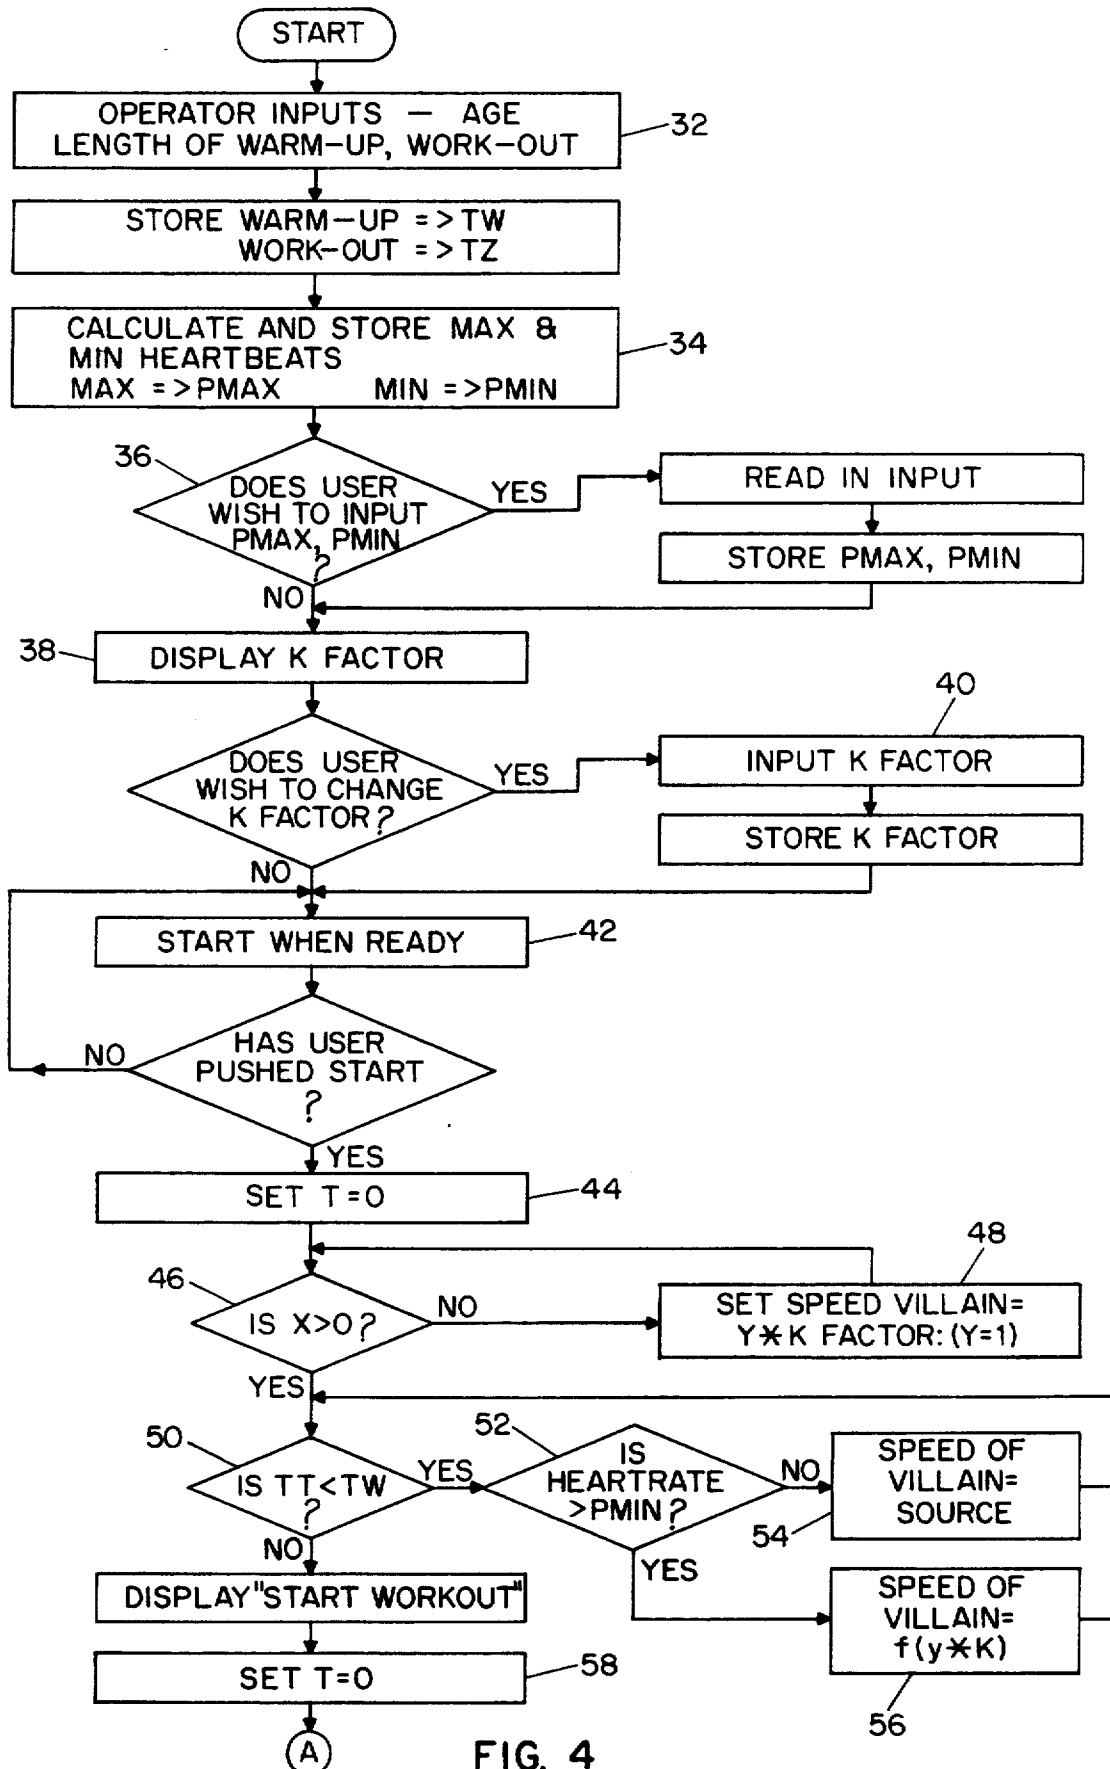 START
OPERATOR INPUTS — AGE
LENGTH OF WARM-UP, WORK-OUT
32
STORE WARM-UP =>TW
WORK-OUT =>TZ
CALCULATE AND STORE MAX &
MIN HEARTBEATS
MAX =>PMAX MIN =>PMIN
34
36
DOES USER
WISH TO INPUT
PMAX, PMIN
?
YES
READ IN INPUT
STORE PMAX, PMIN
NO
38
DISPLAY K FACTOR
40
DOES USER
WISH TO CHANGE
K FACTOR?
YES
INPUT K FACTOR
STORE K FACTOR
NO
START WHEN READY
42
HAS USER
PUSHED START
?
NO
YES
SET T=0
44
46
IS X>0?
NO
48
SET SPEED VILLAIN=
Y*K FACTOR: (Y=1)
YES
50
IS TT<TW
?
YES
52
IS
HEARTRATE
>PMIN?
NO
SPEED OF
VILLAIN=
SOURCE
54
NO
YES
DISPLAY "START WORKOUT"
SPEED OF
VILLAIN=
f(y*K)
56
SET T=0
58
A
FIG. 4